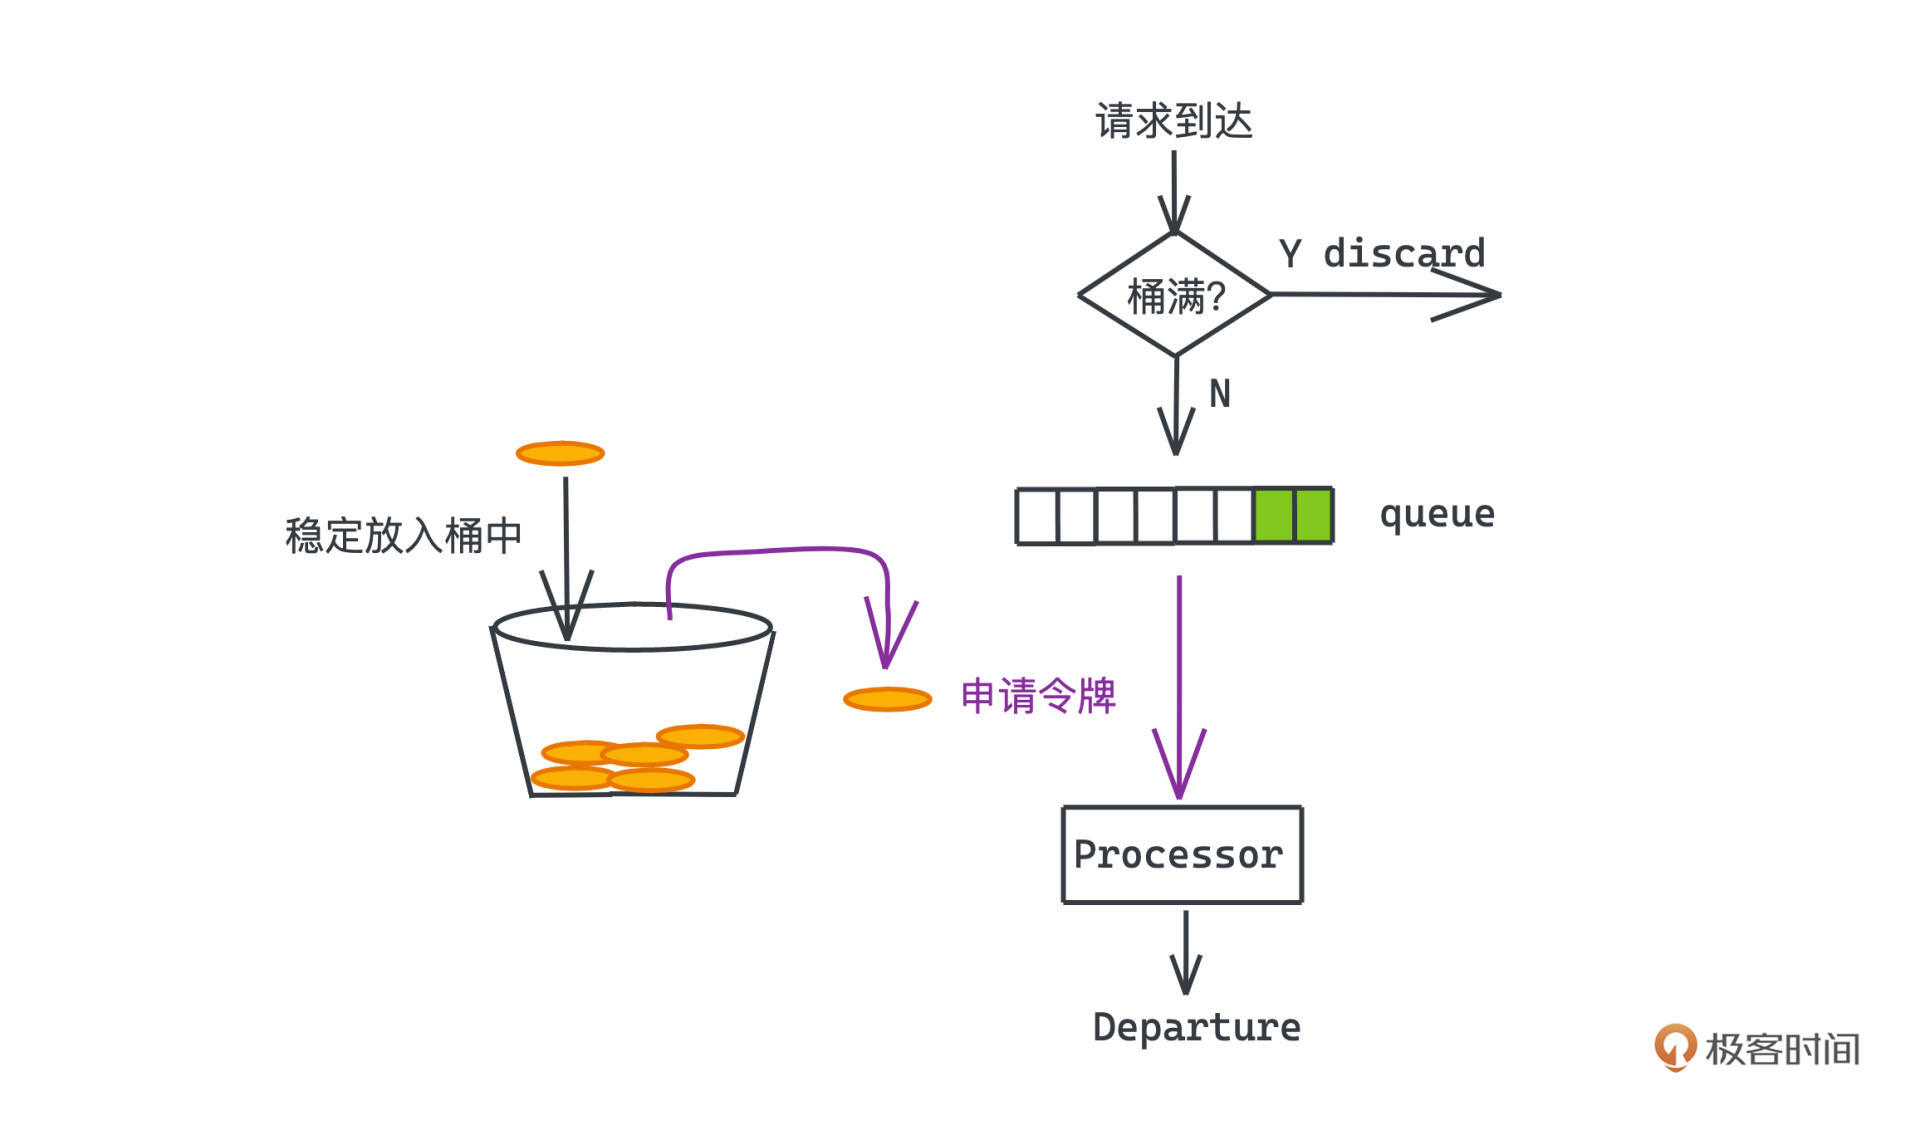 请求到达
Y discard
桶满?
N
queue
稳定放入桶中
申请令牌
Processor
Departure
极客时间